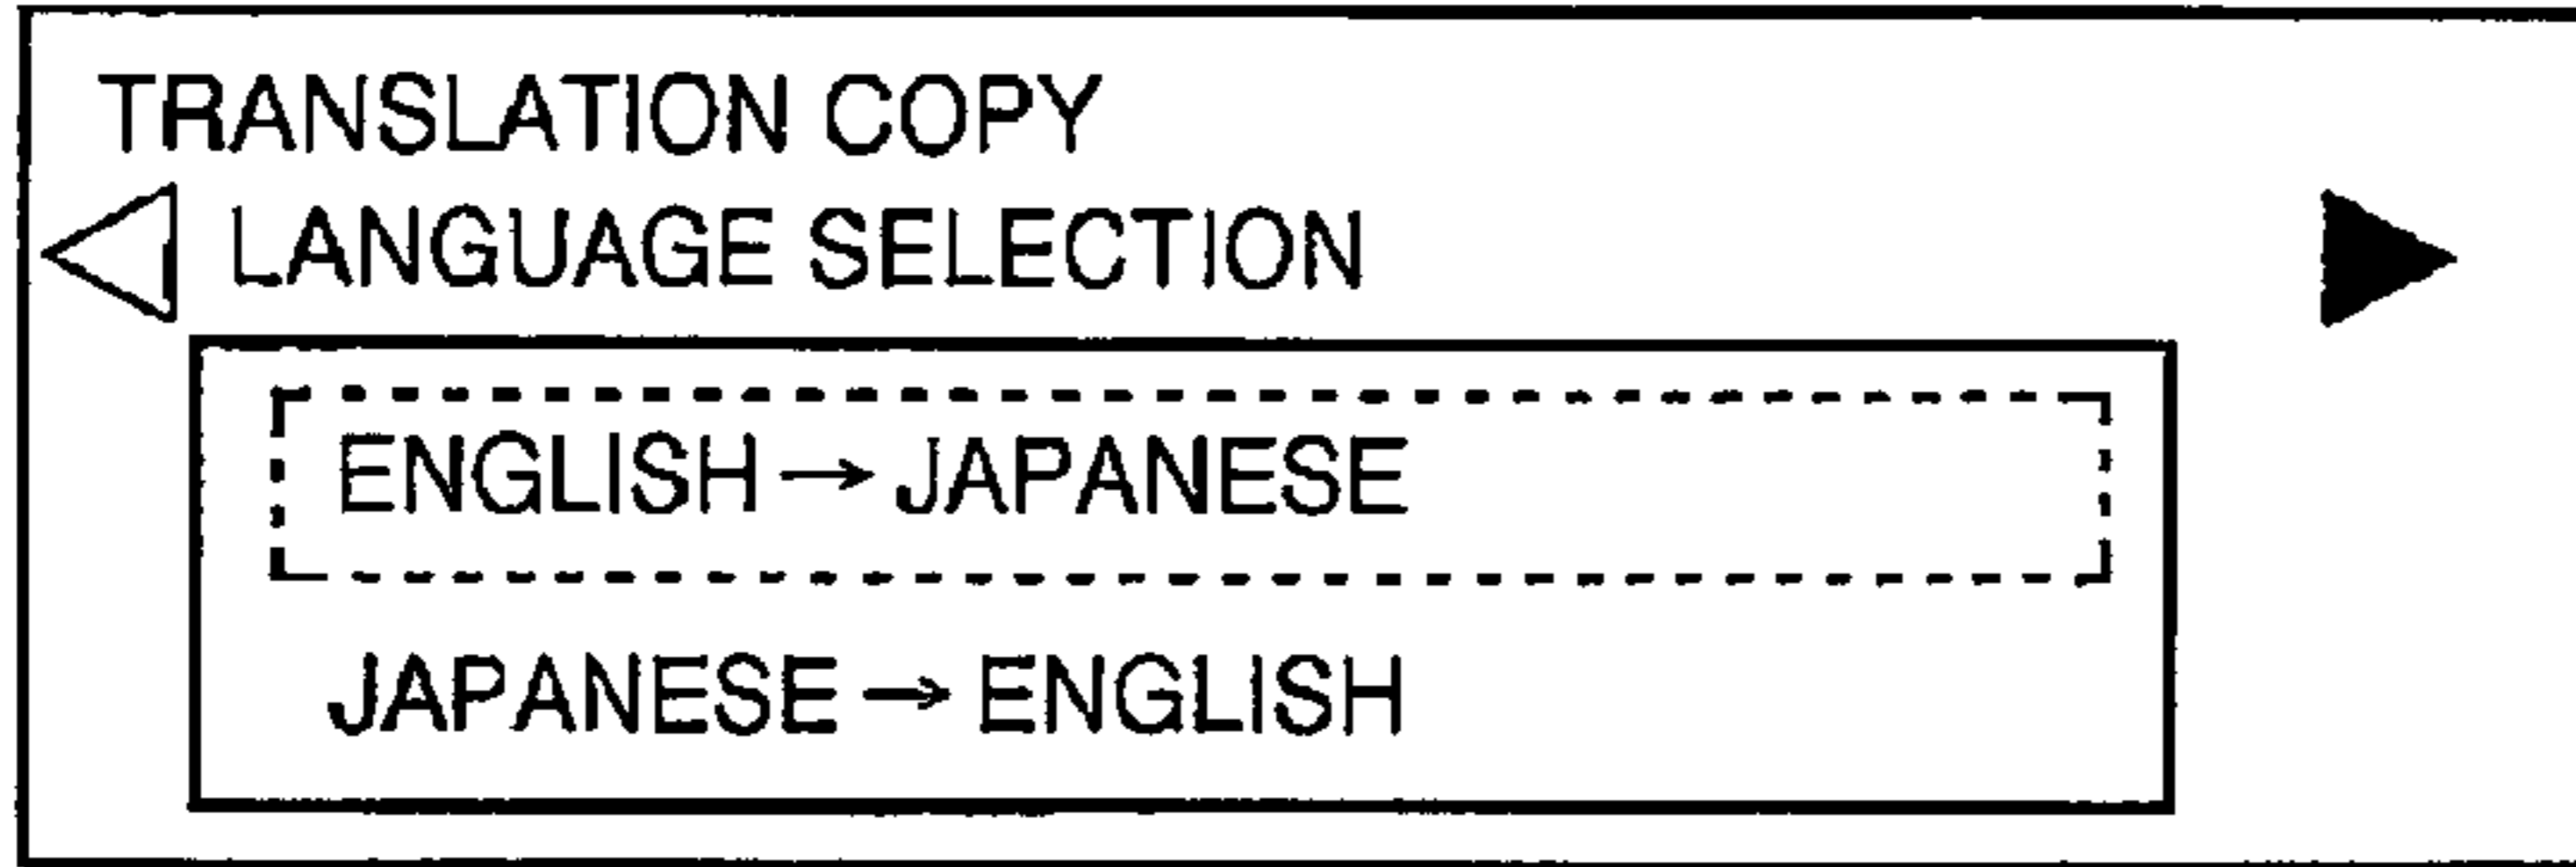 TRANSLATION COPY
LANGUAGE SELECTION
ENGLISH → JAPANESE
JAPANESE → ENGLISH